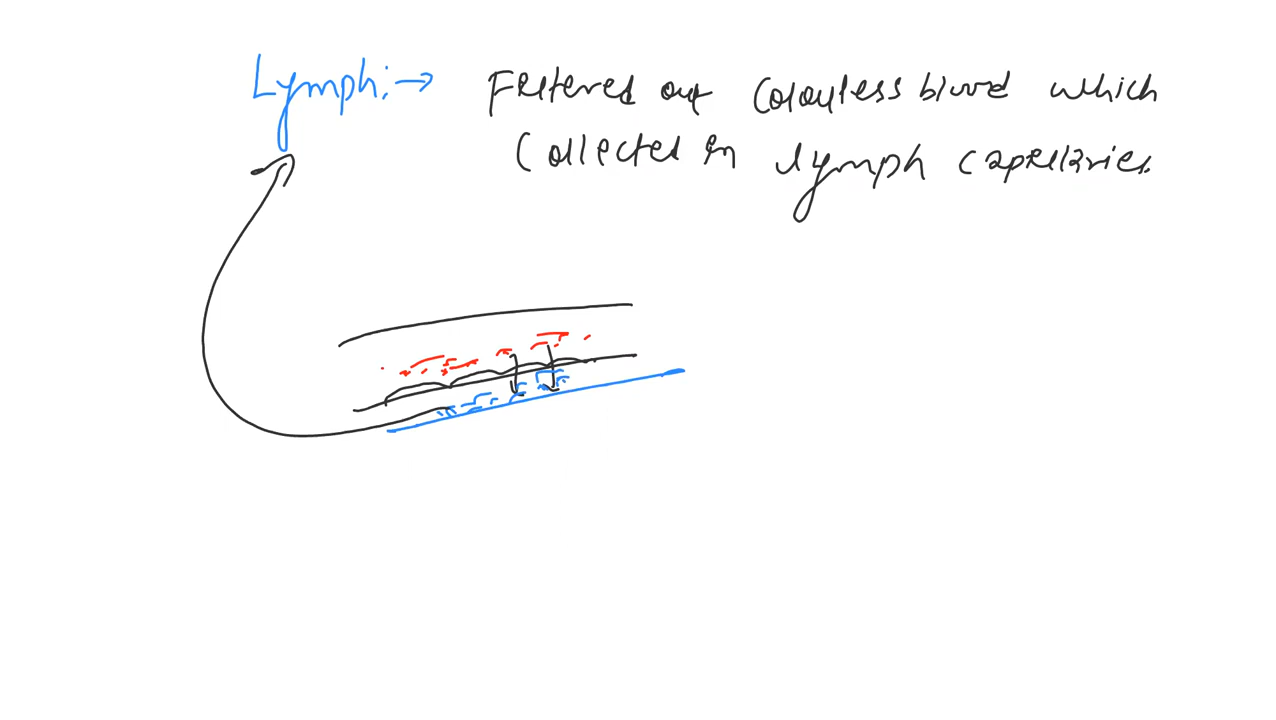 Lymph:→ Filtered out Colourless blood which
Collected in lymph capillaries.